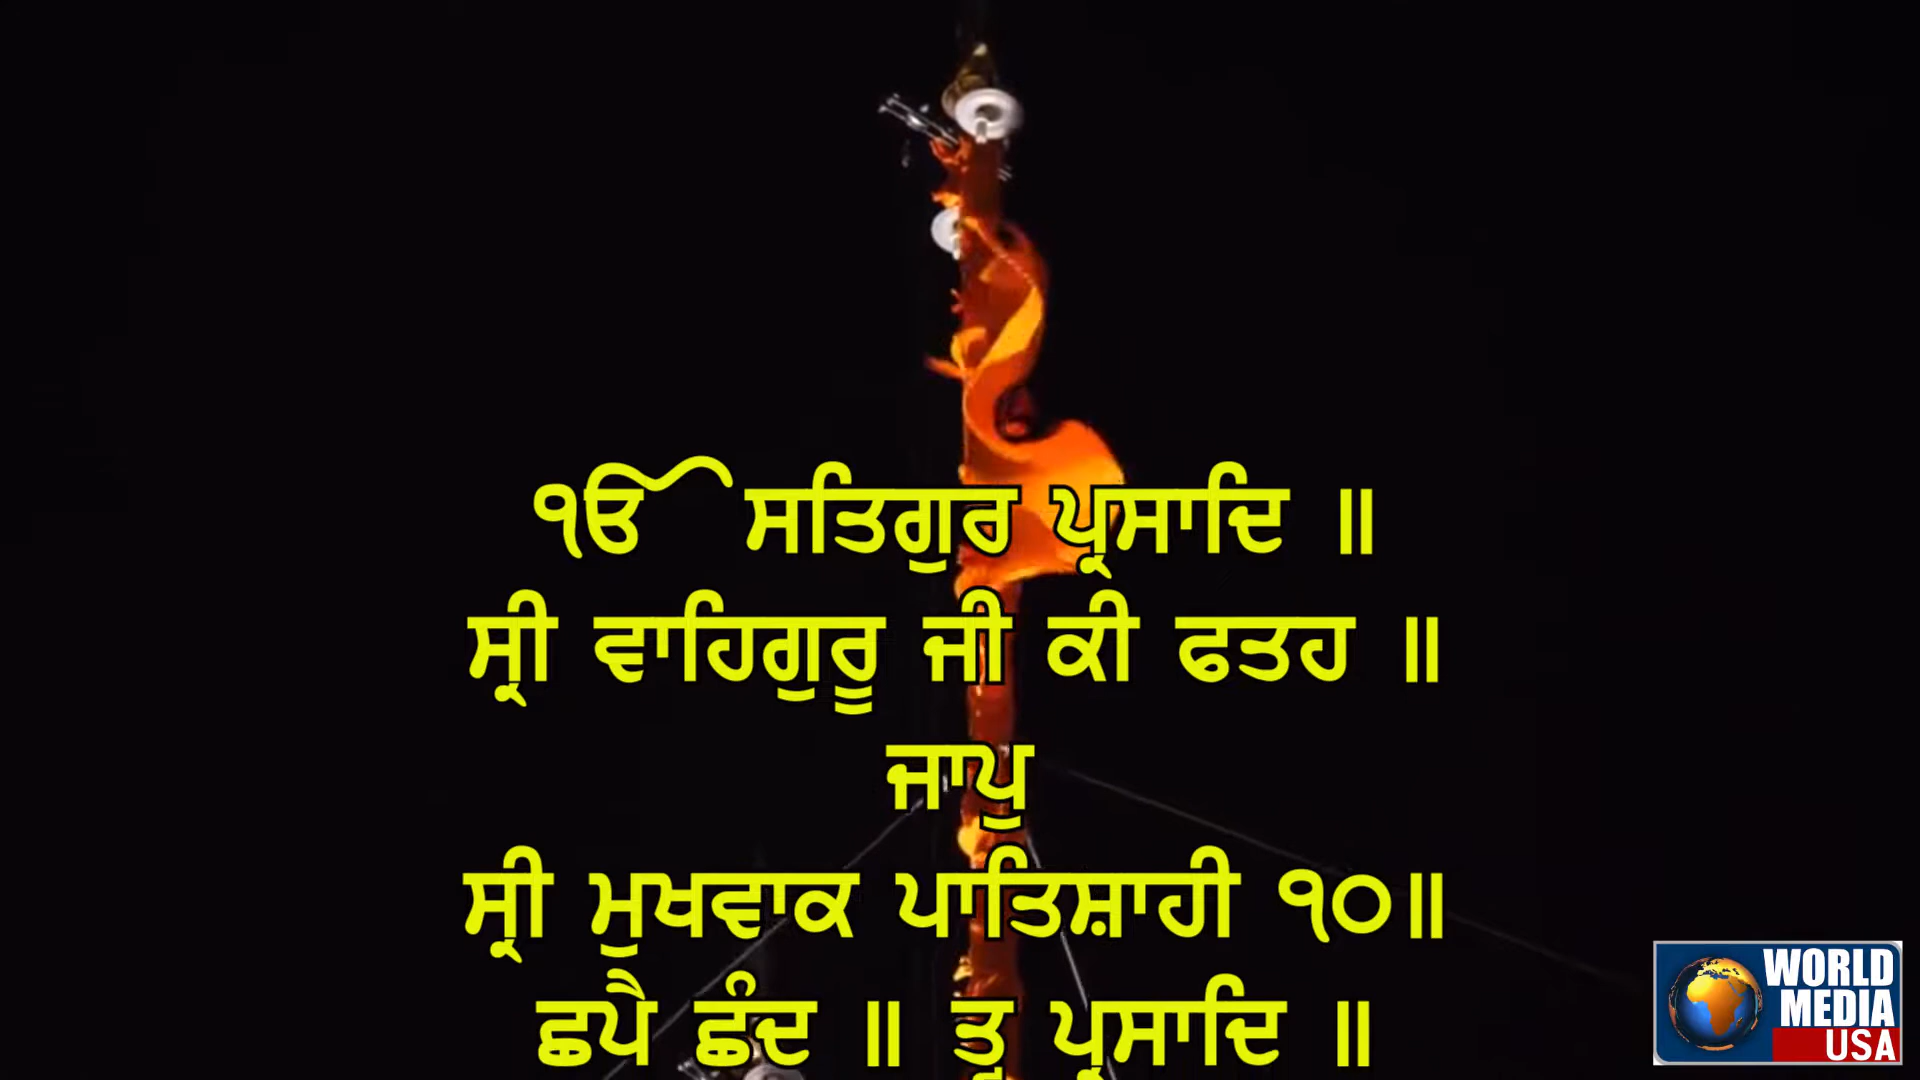 ੴ ਸਤਿਗੁਰ ਪ੍ਰਸਾਦਿ ॥
ਸ੍ਰੀ ਵਾਹਿਗੁਰੂ ਜੀ ਕੀ ਫਤਹ ॥
ਜਾਪੁ
ਸ੍ਰੀ ਮੁਖਵਾਕ ਪਾਤਿਸ਼ਾਹੀ ੧੦॥
ਛਪੈ ਛੰਦ ॥ ਤ੍ਵ ਪ੍ਰਸਾਦਿ ॥
WORLD
MEDIA
USA